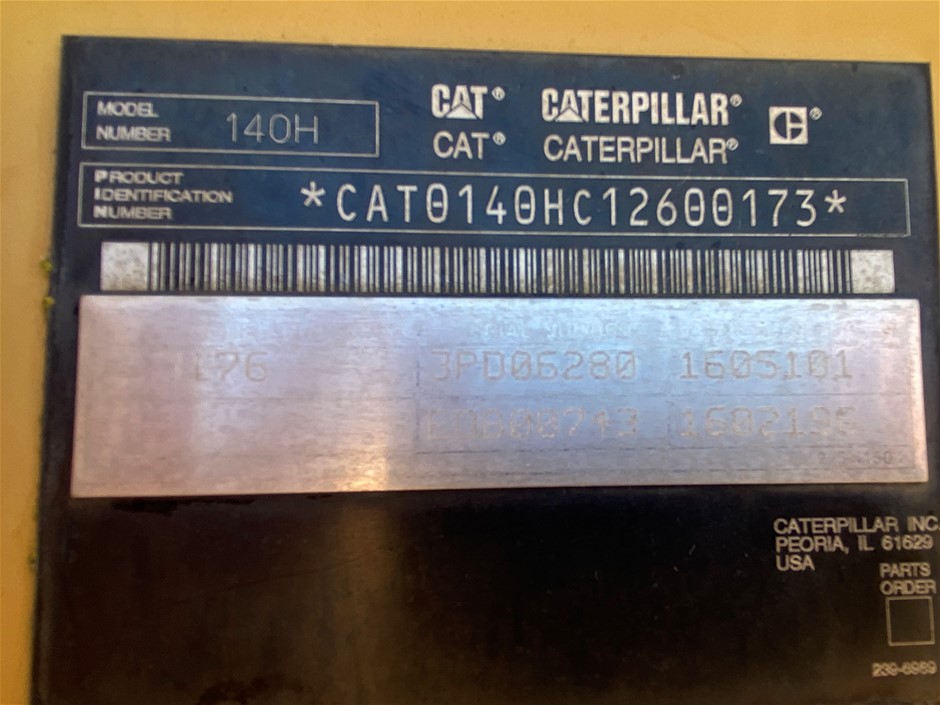 MODEL
NUMBER 140H
CAT® CATERPILLAR® C®
CAT® CATERPILLAR®
PRODUCT
IDENTIFICATION
NUMBER *CAT0140HC12600173*
176 3PD06280 1605101
CATERPILLAR INC.
PEORIA, IL 61629
USA
PARTS
ORDER
239-6969